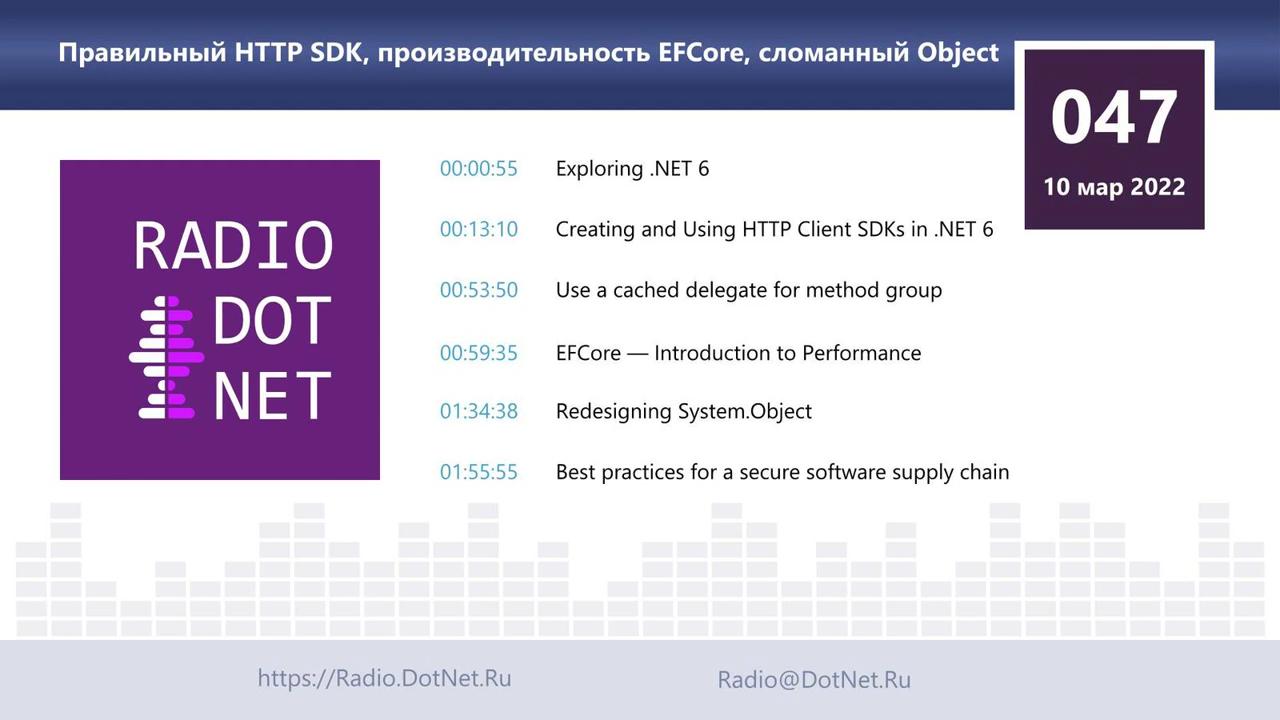 Правильный HTTP SDK, производительность EFCore, сломанный Object
047
10 мар 2022
RADIO
DOT
NET
00:00:55 Exploring .NET 6
00:13:10 Creating and Using HTTP Client SDKs in .NET 6
00:53:50 Use a cached delegate for method group
00:59:35 EFCore — Introduction to Performance
01:34:38 Redesigning System.Object
01:55:55 Best practices for a secure software supply chain
https://Radio.DotNet.Ru
Radio@DotNet.Ru